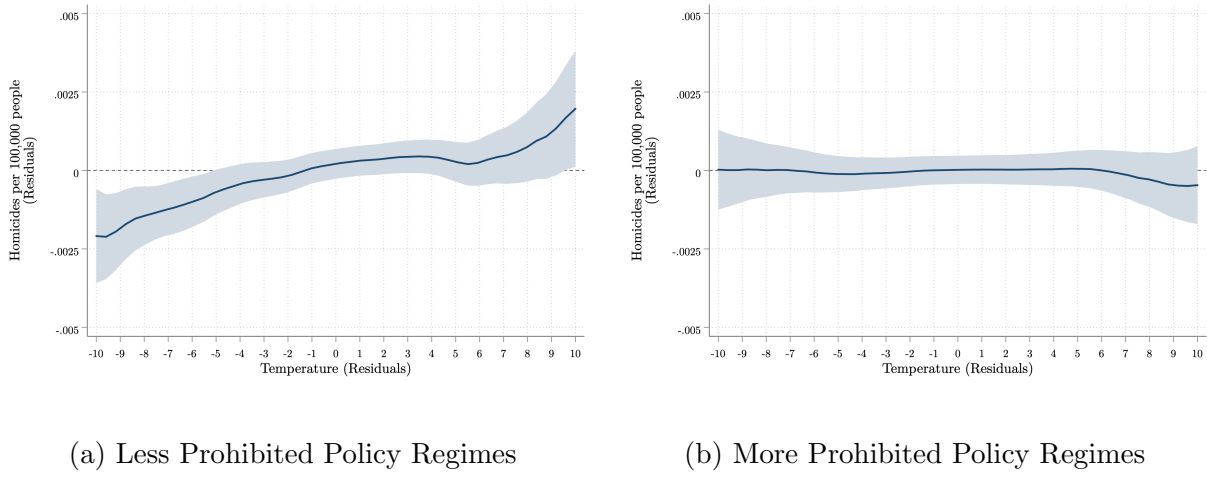 .005
.0025
0
-.0025
-.005
Homicides per 100,000 people
(Residuals)
-10 -9 -8 -7 -6 -5 -4 -3 -2 -1 0 1 2 3 4 5 6 7 8 9 10
Temperature (Residuals)
(a) Less Prohibited Policy Regimes
.005
.0025
0
-.0025
-.005
Homicides per 100,000 people
(Residuals)
-10 -9 -8 -7 -6 -5 -4 -3 -2 -1 0 1 2 3 4 5 6 7 8 9 10
Temperature (Residuals)
(b) More Prohibited Policy Regimes